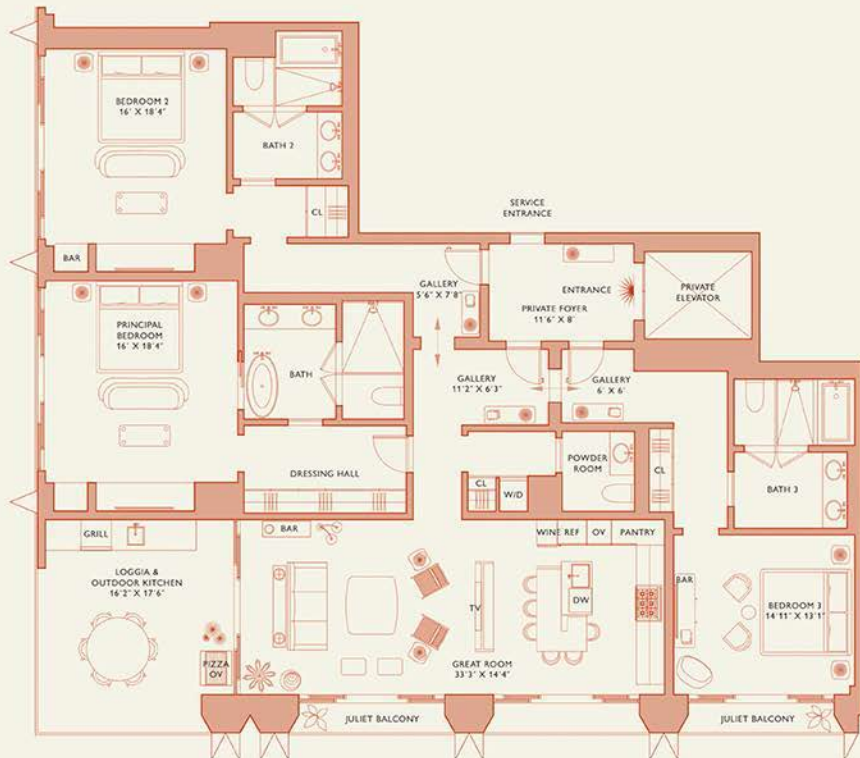 BEDROOM 2
16' X 18'4"
BATH 2
CL
BAR
SERVICE
ENTRANCE
GALLERY
5'6" X 7'8"
ENTRANCE
PRIVATE FOYER
11'6" X 8'
PRIVATE
ELEVATOR
PRINCIPAL
BEDROOM
16' X 18'4"
BATH
GALLERY
11'2" X 6'3"
GALLERY
6' X 6'
DRESSING HALL
POWDER
ROOM
CL
W/D
CL
BATH 3
GRILL
LOGGIA &
OUTDOOR KITCHEN
16'2" X 17'6"
PIZZA
OV
BAR
TV
WINE REF
OV
PANTRY
DW
GREAT ROOM
33'3" X 14'4"
BAR
BEDROOM 3
14'11" X 13'1"
JULIET BALCONY
JULIET BALCONY